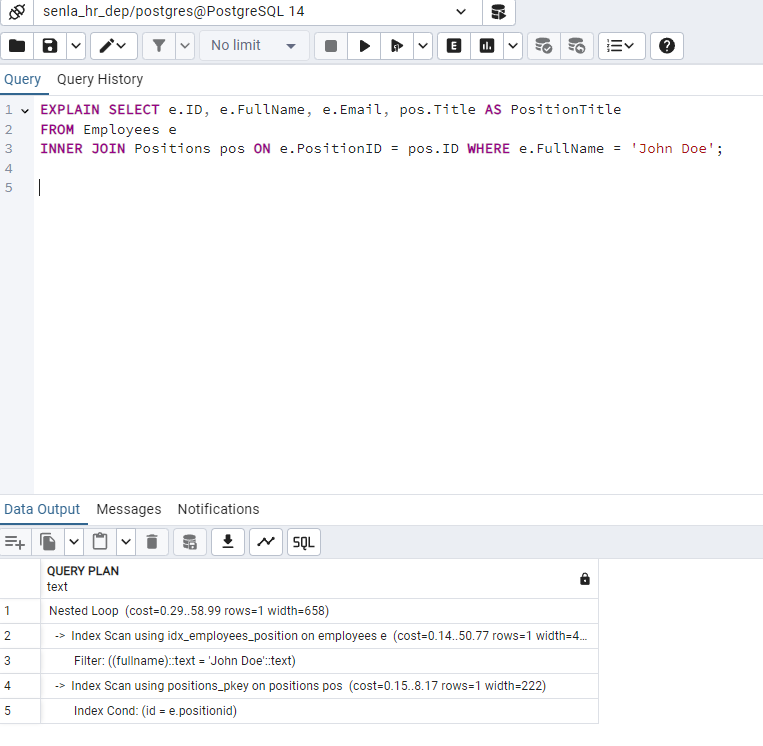 senla_hr_dep/postgres@PostgreSQL 14
No limit
E
Query Query History
1 EXPLAIN SELECT e.ID, e.FullName, e.Email, pos.Title AS PositionTitle
2 FROM Employees e
3 INNER JOIN Positions pos ON e.PositionID = pos.ID WHERE e.FullName = 'John Doe';
4
5
Data Output Messages Notifications
SQL
QUERY PLAN
text
1 Nested Loop (cost=0.29..58.99 rows=1 width=658)
2 -> Index Scan using idx_employees_position on employees e (cost=0.14..50.77 rows=1 width=4...
3 Filter: ((fullname)::text = 'John Doe'::text)
4 -> Index Scan using positions_pkey on positions pos (cost=0.15..8.17 rows=1 width=222)
5 Index Cond: (id = e.positionid)